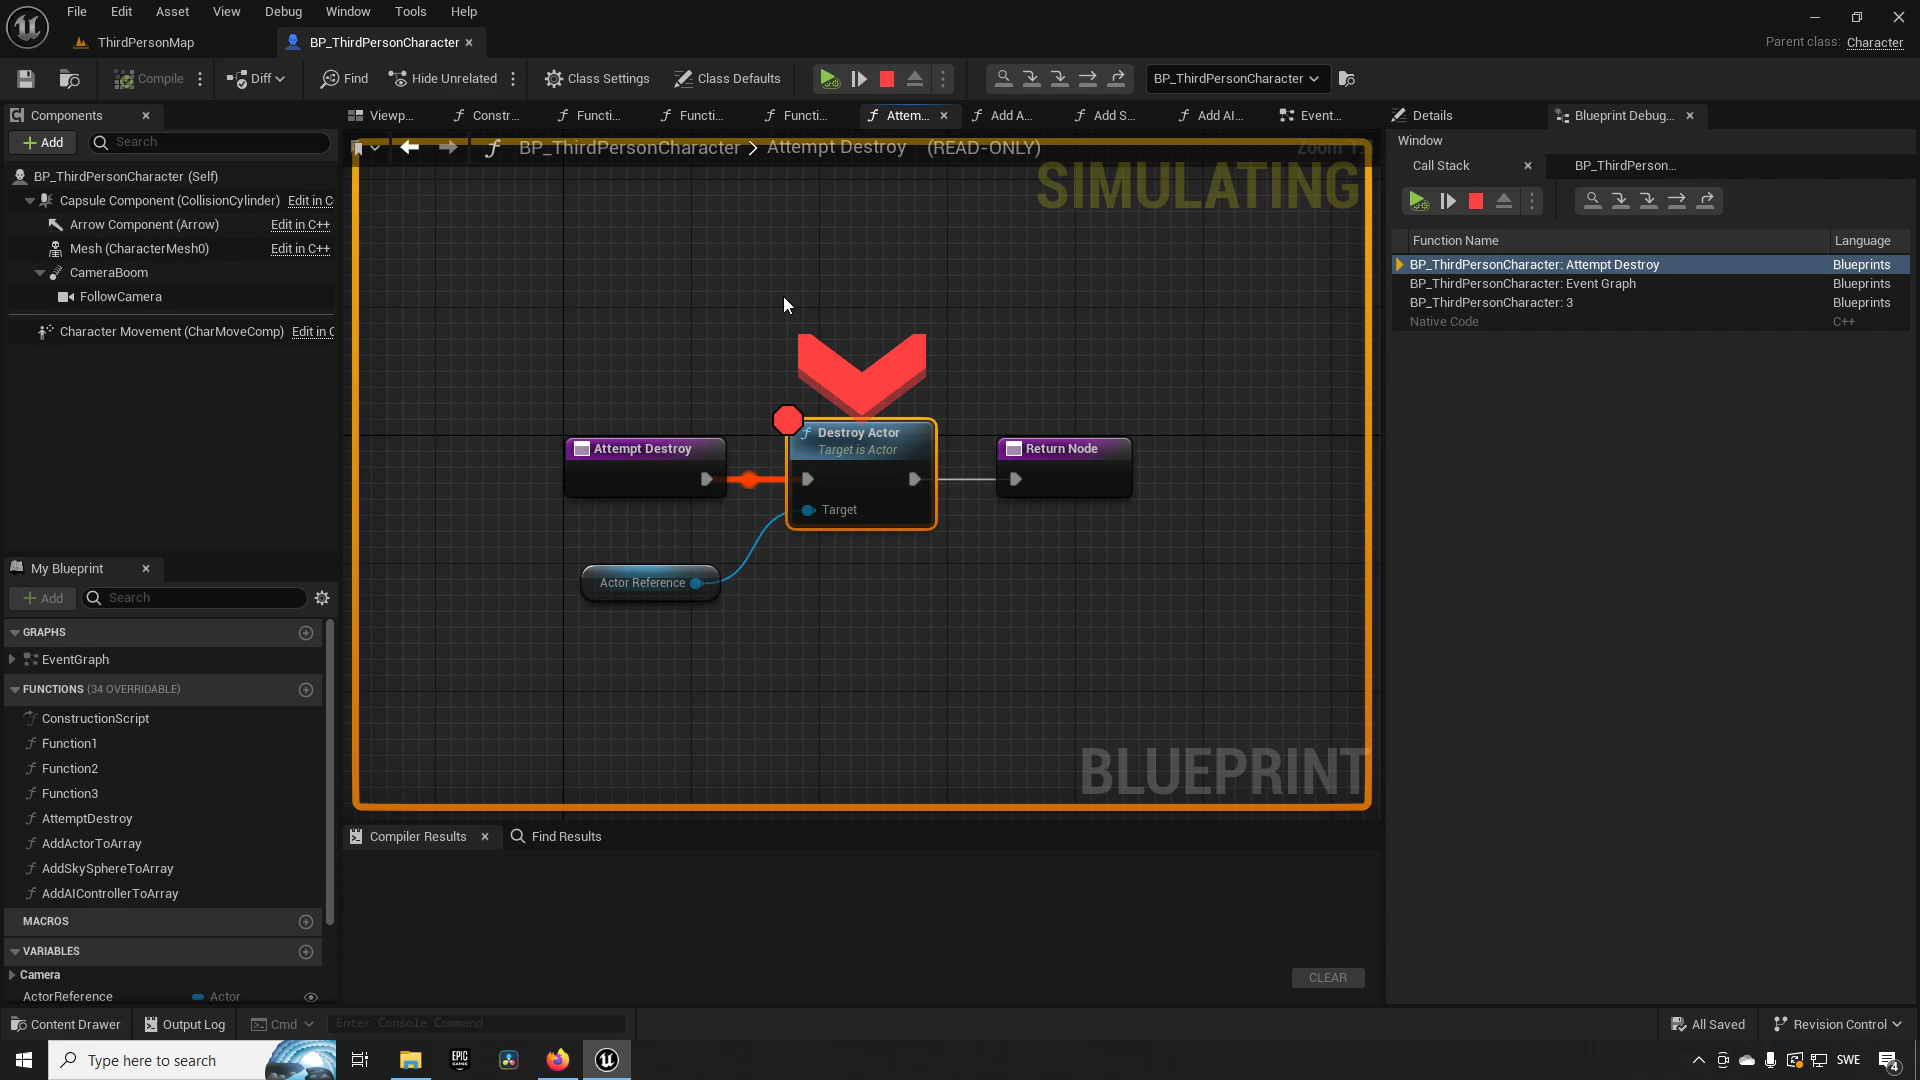 File Edit Asset View Debug Window Tools Help
ThirdPersonMap
BP_ThirdPersonCharacter
Parent class: Character
Compile
Diff
Find
Hide Unrelated
Class Settings
Class Defaults
BP_ThirdPersonCharacter
Components
Add
Search
BP_ThirdPersonCharacter (Self)
Capsule Component (CollisionCylinder) Edit in C
Arrow Component (Arrow) Edit in C++
Mesh (CharacterMesh0) Edit in C++
CameraBoom
FollowCamera
Character Movement (CharMoveComp) Edit in C
My Blueprint
Add
Search
GRAPHS
EventGraph
FUNCTIONS (34 OVERRIDABLE)
ConstructionScript
Function1
Function2
Function3
AttemptDestroy
AddActorToArray
AddSkySphereToArray
AddAIControllerToArray
MACROS
VARIABLES
Camera
ActorReference Actor
Viewp...
Constr...
Functi...
Functi...
Functi...
Attem...
Add A...
Add S...
Add AI...
Event...
BP_ThirdPersonCharacter > Attempt Destroy (READ-ONLY)
SIMULATING
Attempt Destroy
Destroy Actor
Target is Actor
Target
Return Node
Actor Reference
BLUEPRINT
Compiler Results
Find Results
CLEAR
Details
Blueprint Debug...
Window
Call Stack
BP_ThirdPerson...
Function Name Language
BP_ThirdPersonCharacter: Attempt Destroy Blueprints
BP_ThirdPersonCharacter: Event Graph Blueprints
BP_ThirdPersonCharacter: 3 Blueprints
Native Code C++
Content Drawer
Output Log
Cmd
Enter Console Command
All Saved
Revision Control
Type here to search
EPIC
GAMES
SWE
4